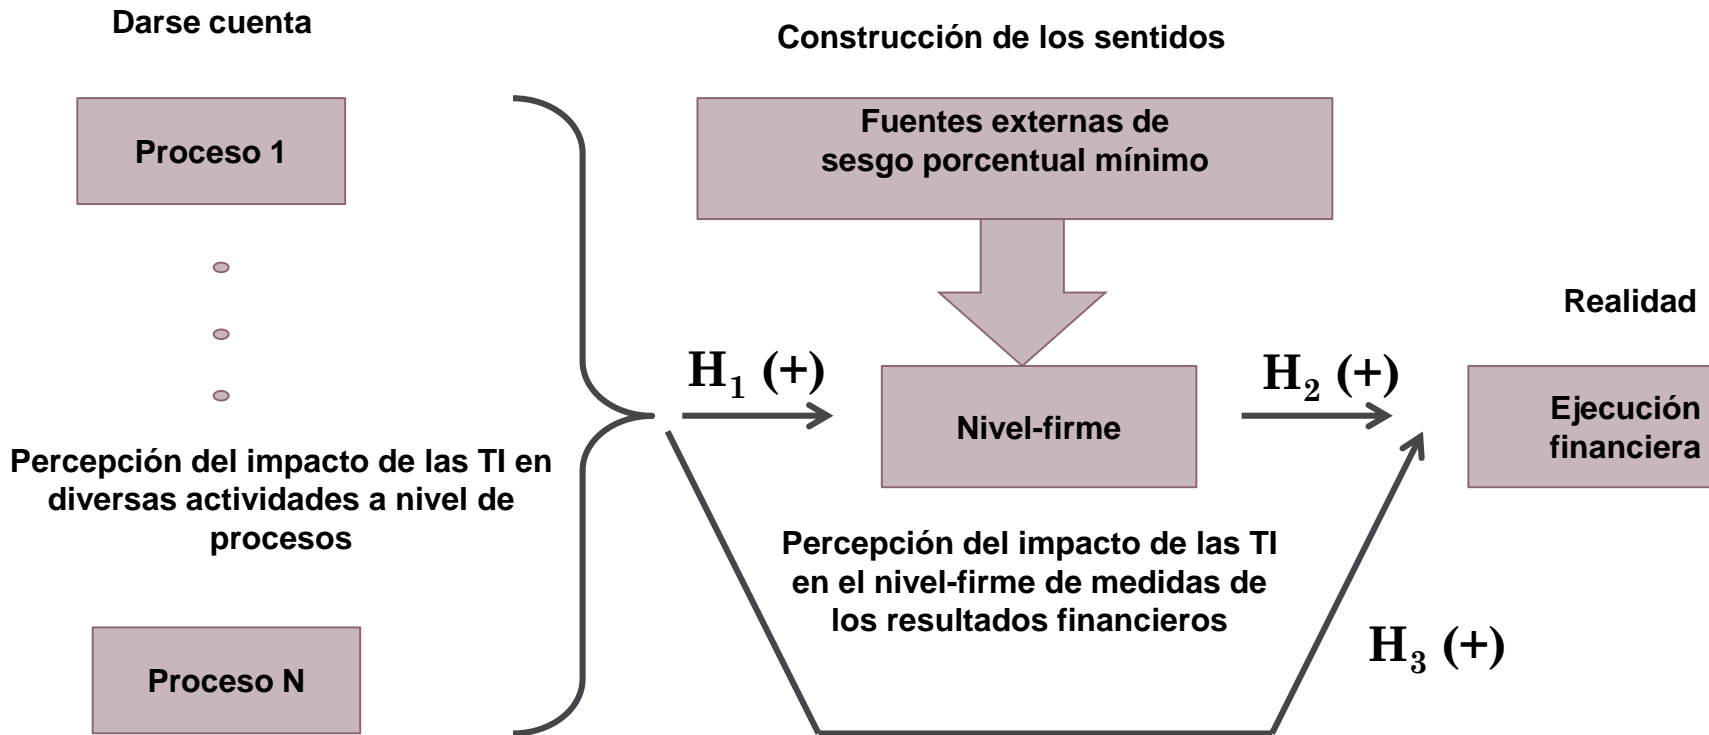 Darse cuenta
Proceso 1
Percepción del impacto de las TI en
diversas actividades a nivel de
procesos
Proceso N
Construcción de los sentidos
Fuentes externas de
sesgo porcentual mínimo
H₁ (+)
Nivel-firme
Percepción del impacto de las TI
en el nivel-firme de medidas de
los resultados financieros
H₂ (+)
Realidad
Ejecución
financiera
H₃ (+)